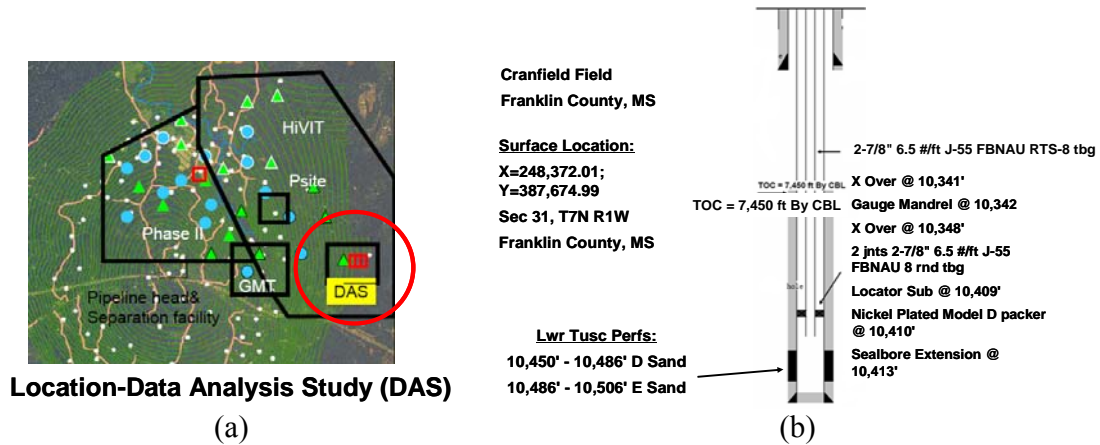 HiVIT
Psite
Phase II
GMT
DAS
Pipeline head&
Separation facility
Location-Data Analysis Study (DAS)
(a)
Cranfield Field
Franklin County, MS
Surface Location:
X=248,372.01;
Y=387,674.99
Sec 31, T7N R1W
Franklin County, MS
Lwr Tusc Perfs:
10,450' - 10,486' D Sand
10,486' - 10,506' E Sand
TOC = 7,450 ft By CBL
TOC = 7,450 ft By CBL
hole
2-7/8" 6.5 #/ft J-55 FBNAU RTS-8 tbg
X Over @ 10,341'
Gauge Mandrel @ 10,342
X Over @ 10,348'
2 jnts 2-7/8" 6.5 #/ft J-55
FBNAU 8 rnd tbg
Locator Sub @ 10,409'
Nickel Plated Model D packer
@ 10,410'
Sealbore Extension @
10,413'
(b)